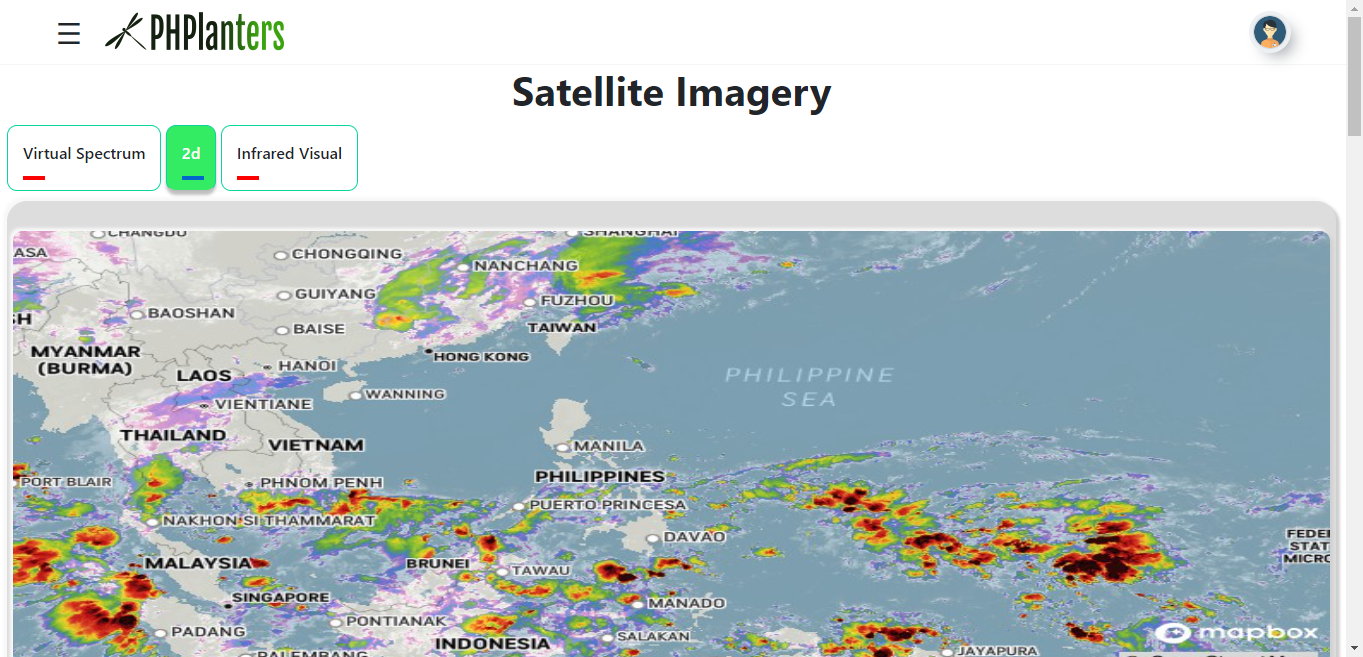 PHPlanters
Satellite Imagery
Virtual Spectrum
2d
Infrared Visual
CHANGDU
SHANGHAI
ASA
CHONGQING
NANCHANG
GUIYANG
FUZHOU
SH
BAOSHAN
BAISE
TAIWAN
MYANMAR
(BURMA)
HONG KONG
HANOI
LAOS
PHILIPPINE
SEA
WANNING
VIENTIANE
THAILAND
VIETNAM
MANILA
PORT BLAIR
PHNOM PENH
PHILIPPINES
PUERTO PRINCESA
NAKHON SI THAMMARAT
DAVAO
FEDE
STAT
MICRO
MALAYSIA
BRUNEI
TAWAU
SINGAPORE
MANADO
PONTIANAK
PADANG
SALAKAN
mapbox
INDONESIA
JAYAPURA
PALEMBANG